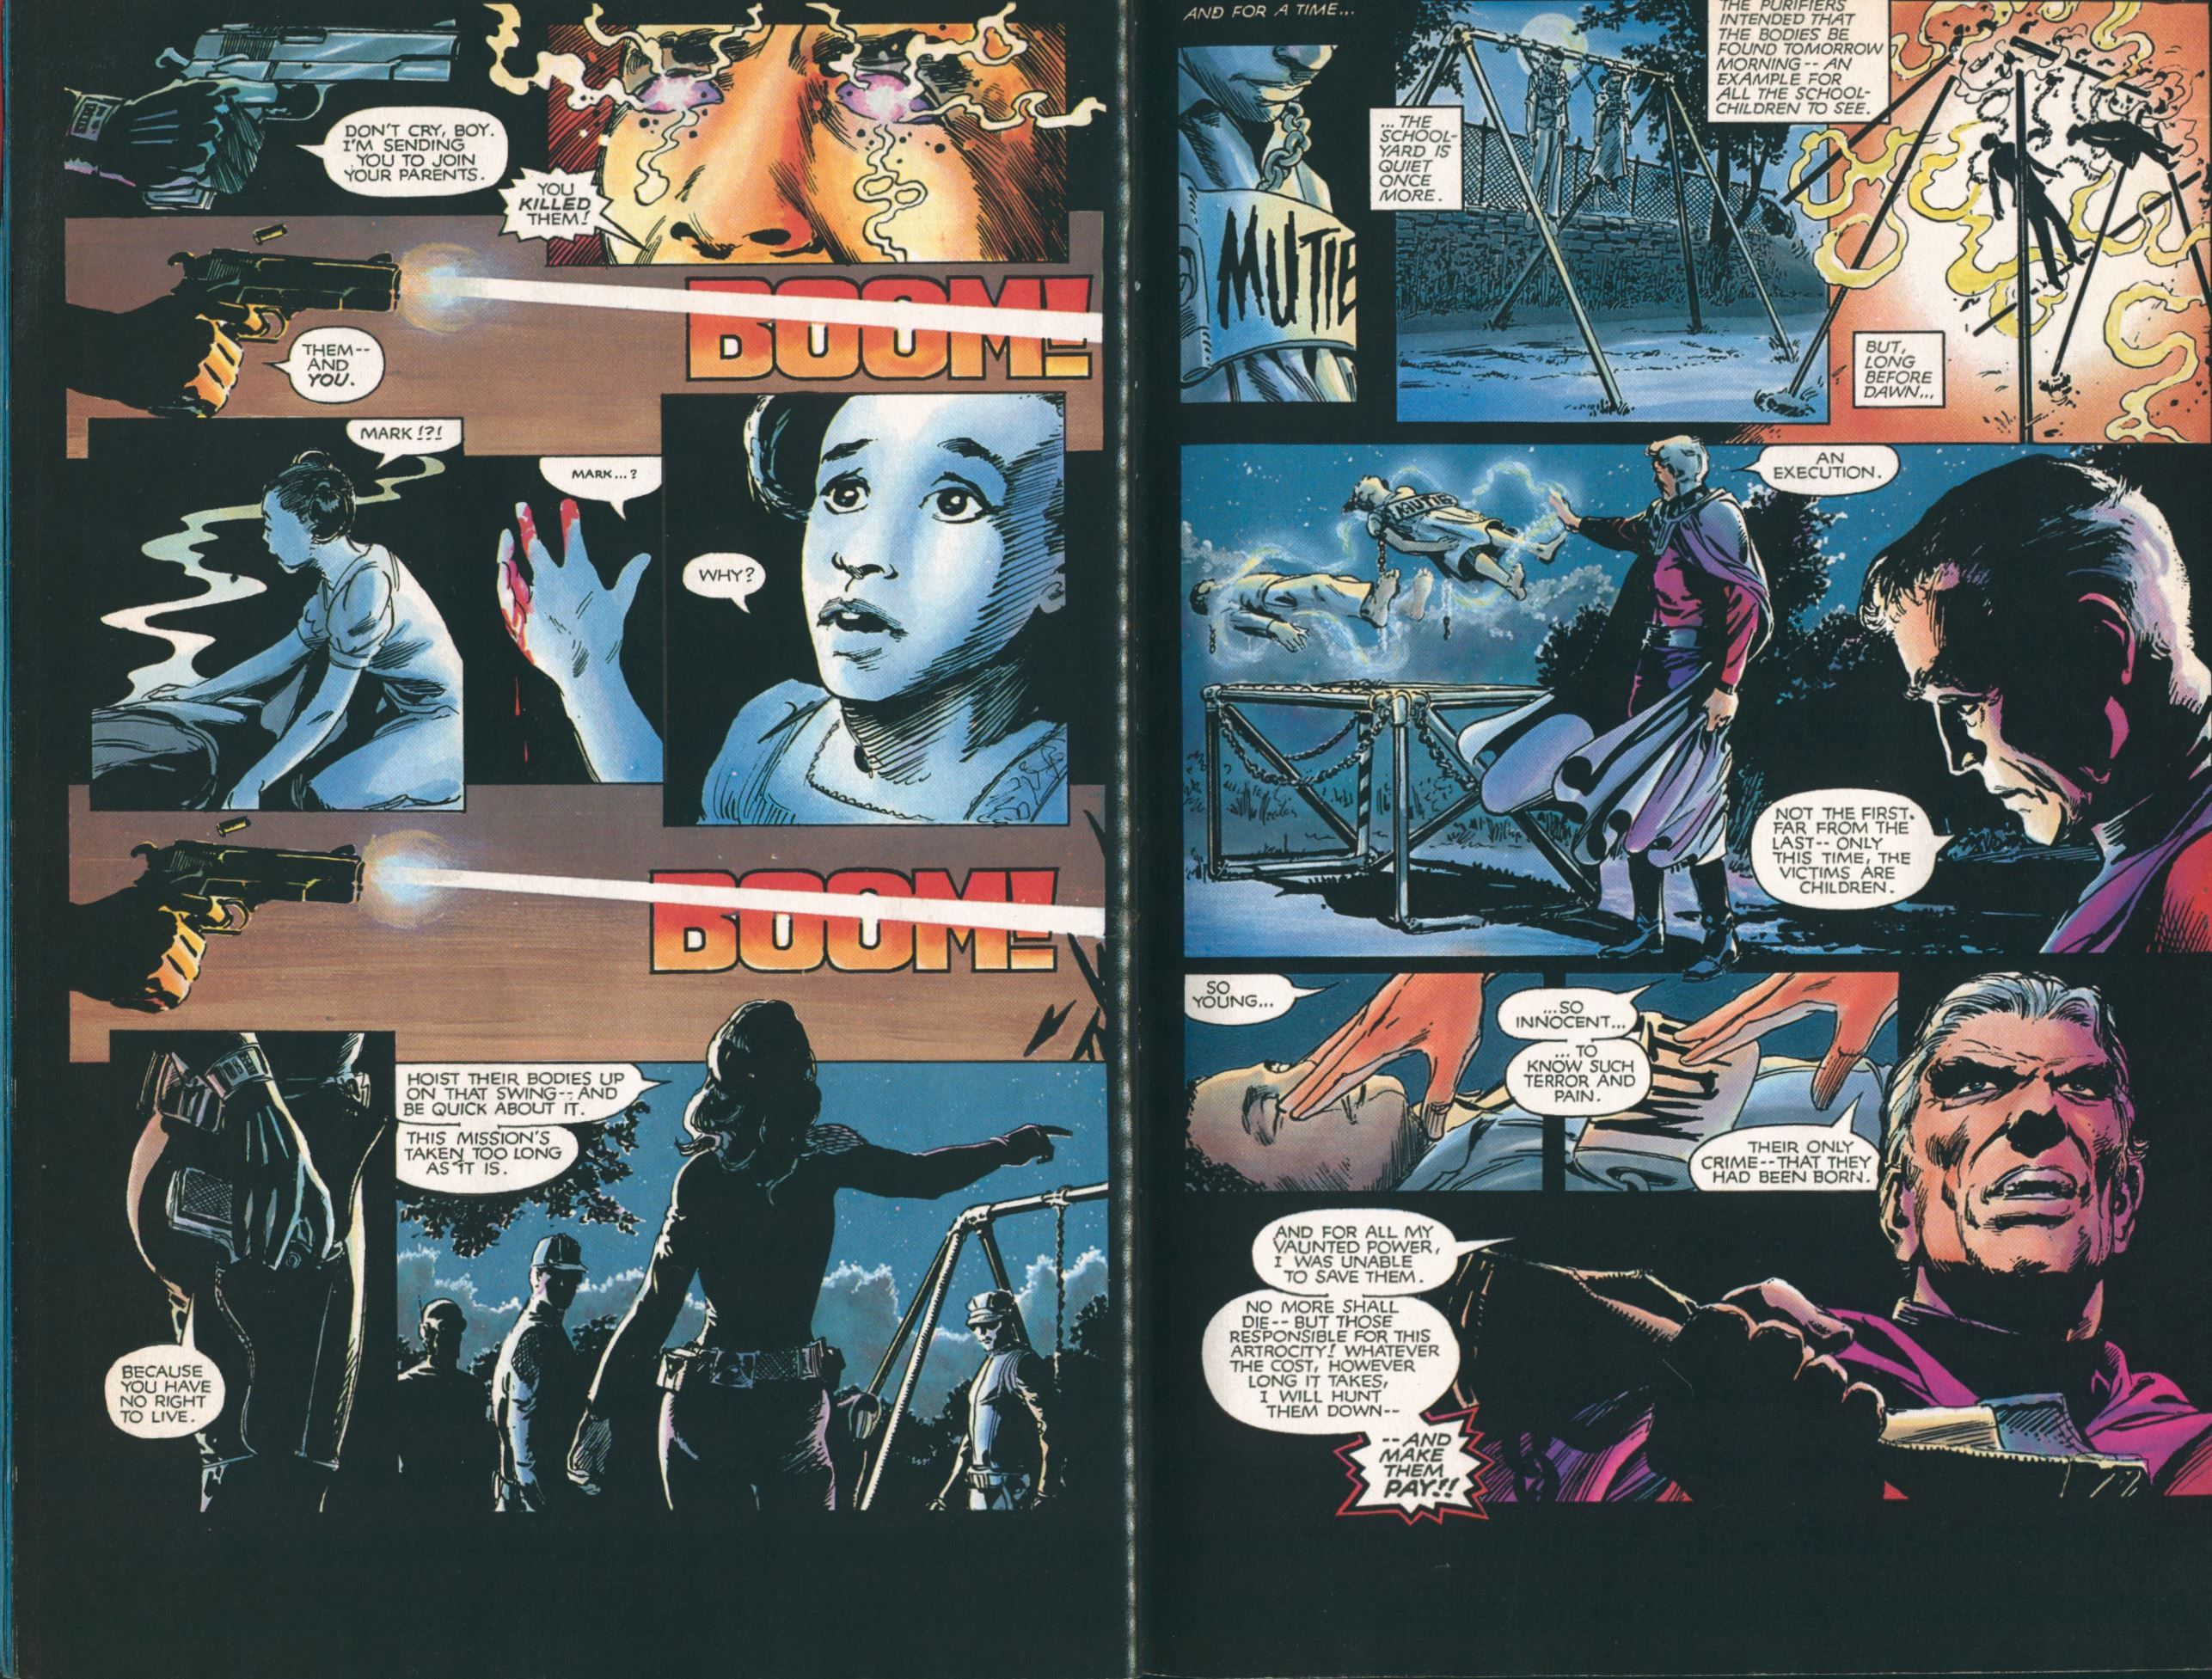 DON'T CRY, BOY.
I'M SENDING
YOU TO JOIN
YOUR PARENTS.
YOU
KILLED
THEM!
THEM--
AND
YOU.
BOOM!
MARK!?!
MARK...?
WHY?
BOOM!
BECAUSE
YOU HAVE
NO RIGHT
TO LIVE.
HOIST THEIR BODIES UP
ON THAT SWING--AND
BE QUICK ABOUT IT.
THIS MISSION'S
TAKEN TOO LONG
AS IT IS.
AND FOR A TIME...
MUTIE
...THE
SCHOOL-
YARD IS
QUIET
ONCE
MORE.
THE PURIFIERS
INTENDED THAT
THE BODIES BE
FOUND TOMORROW
MORNING--AN
EXAMPLE FOR
ALL THE SCHOOL-
CHILDREN TO SEE.
BUT,
LONG
BEFORE
DAWN...
AN
EXECUTION.
MUTIE
NOT THE FIRST.
FAR FROM THE
LAST--ONLY
THIS TIME, THE
VICTIMS ARE
CHILDREN.
SO
YOUNG...
...SO
INNOCENT...
...TO
KNOW SUCH
TERROR AND
PAIN.
THEIR ONLY
CRIME--THAT THEY
HAD BEEN BORN.
AND FOR ALL MY
VAUNTED POWER,
I WAS UNABLE
TO SAVE THEM.
NO MORE SHALL
DIE--BUT THOSE
RESPONSIBLE FOR THIS
ARTROCITY! WHATEVER
THE COST, HOWEVER
LONG IT TAKES,
I WILL HUNT
THEM DOWN--
--AND
MAKE
THEM
PAY!!